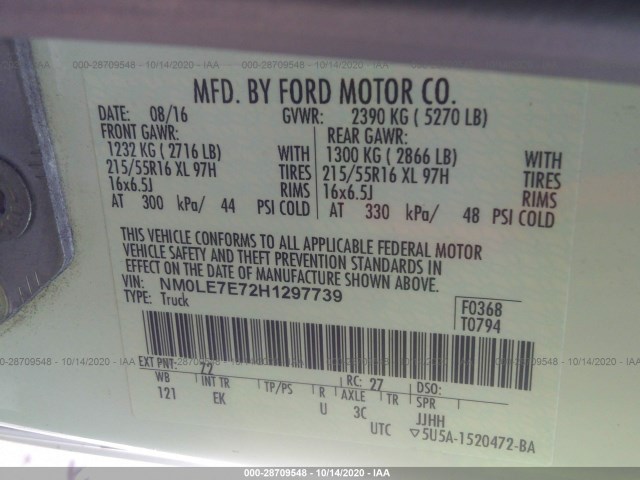 000-28709548 - 10/14/2020 - IAA
MFD. BY FORD MOTOR CO.
DATE: 08/16 GVWR: 2390 KG ( 5270 LB)
FRONT GAWR: REAR GAWR:
1232 KG ( 2716 LB) WITH 1300 KG ( 2866 LB) WITH
215/55R16 XL 97H TIRES 215/55R16 XL 97H TIRES
16x6.5J RIMS 16x6.5J RIMS
AT 300 kPa/ 44 PSI COLD AT 330 kPa/ 48 PSI COLD
THIS VEHICLE CONFORMS TO ALL APPLICABLE FEDERAL MOTOR
VEHICLE SAFETY AND THEFT PREVENTION STANDARDS IN
EFFECT ON THE DATE OF MANUFACTURE SHOWN ABOVE.
VIN: NM0LE7E72H1297739
TYPE: Truck
F0368
T0794
EXT PNT: Z2 RC: 27 DSO:
WB INT TR TP/PS R AXLE TR SPR
121 EK U 3C JJHH
UTC ▽5U5A-1520472-BA
000-28709548 - 10/14/2020 - IAA